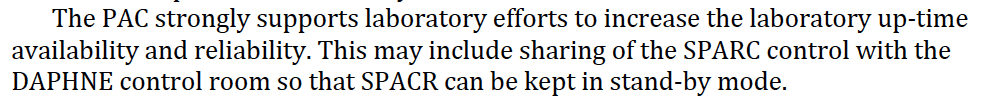 The PAC strongly supports laboratory efforts to increase the laboratory up-time
availability and reliability. This may include sharing of the SPARC control with the
DAPHNE control room so that SPACR can be kept in stand-by mode.